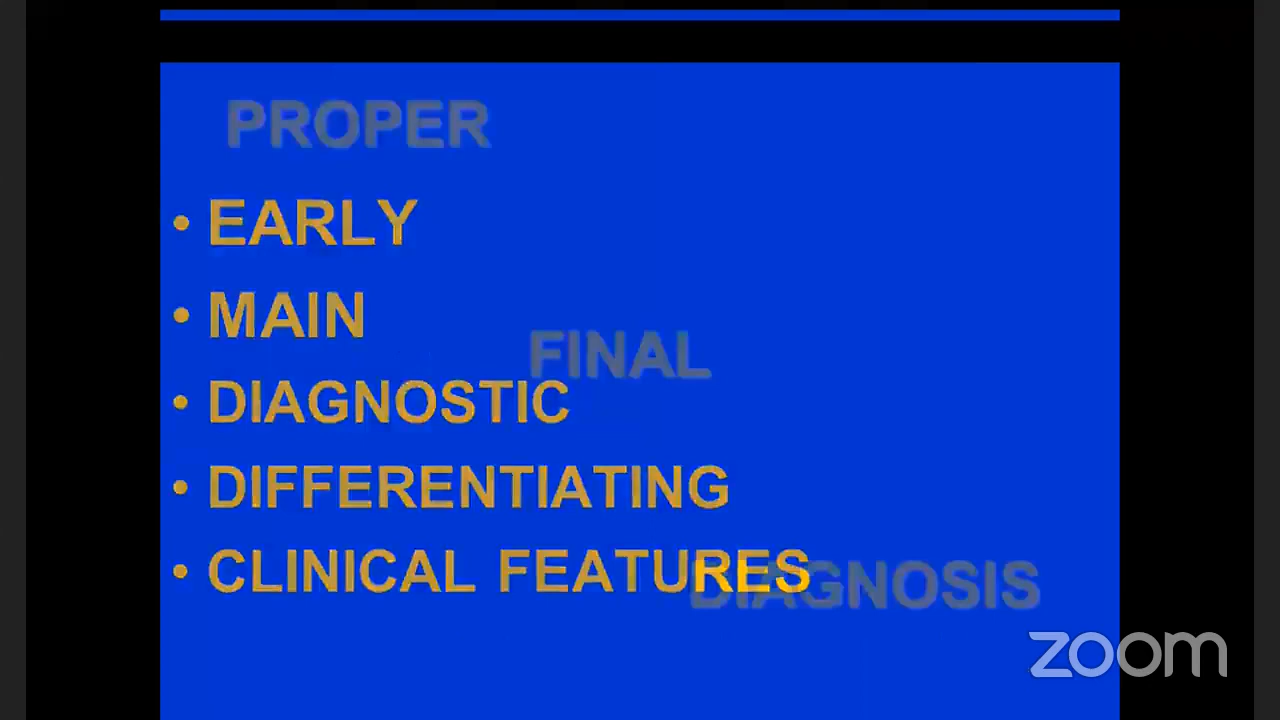 PROPER
• EARLY
• MAIN
FINAL
• DIAGNOSTIC
• DIFFERENTIATING
• CLINICAL FEATURES
DIAGNOSIS
zoom